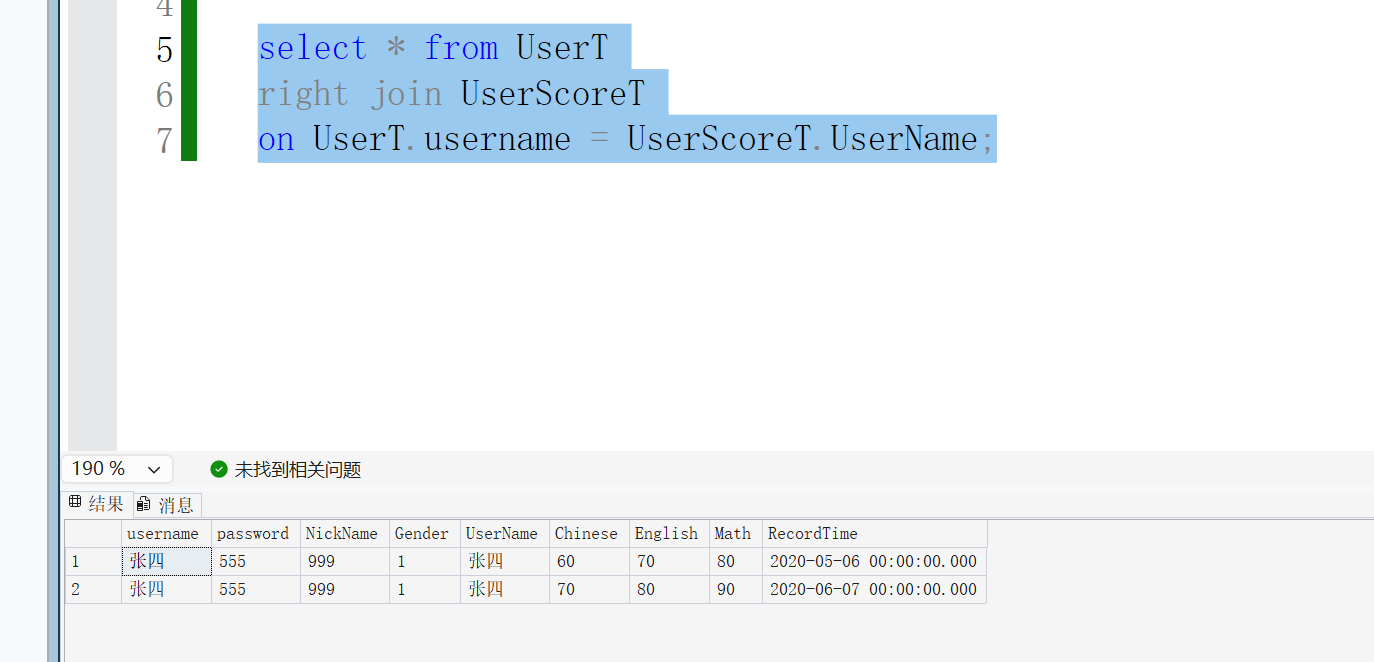 4
5 select * from UserT
6 right join UserScoreT
7 on UserT.username = UserScoreT.UserName;
190 % 未找到相关问题
结果 消息
username password NickName Gender UserName Chinese English Math RecordTime
1 张四 555 999 1 张四 60 70 80 2020-05-06 00:00:00.000
2 张四 555 999 1 张四 70 80 90 2020-06-07 00:00:00.000